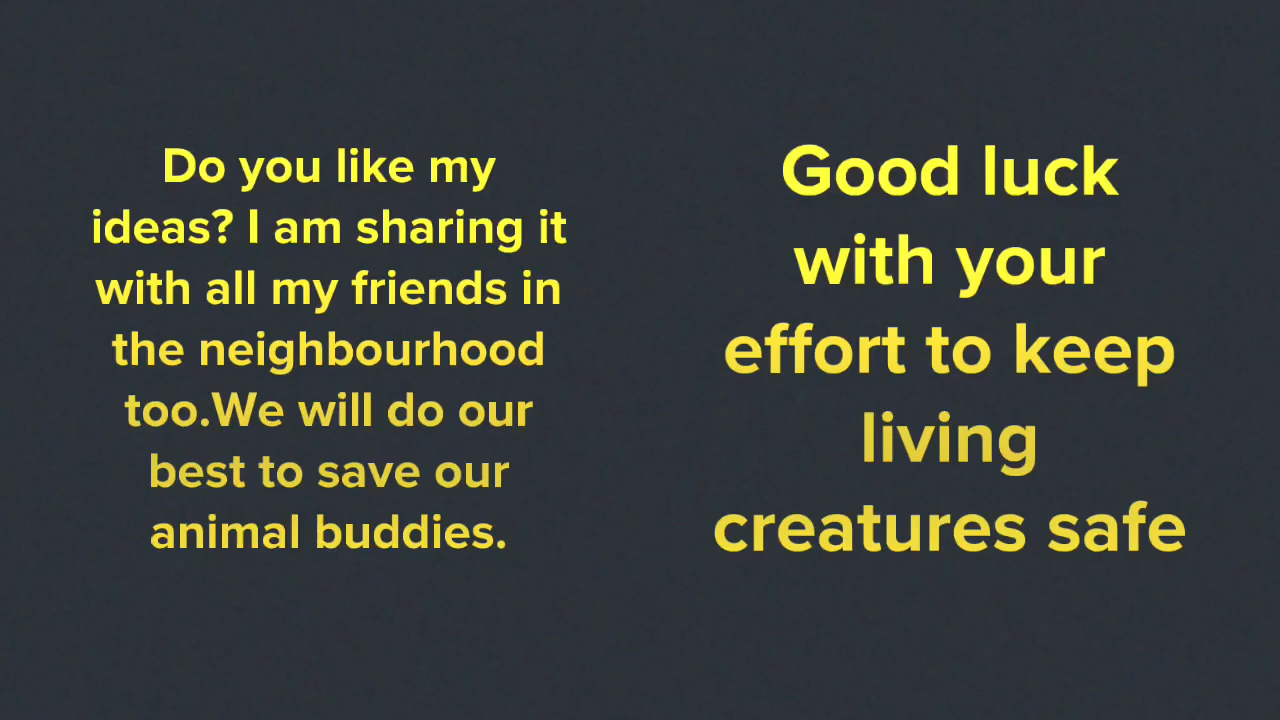 Do you like my
ideas? I am sharing it
with all my friends in
the neighbourhood
too.We will do our
best to save our
animal buddies.
Good luck
with your
effort to keep
living
creatures safe